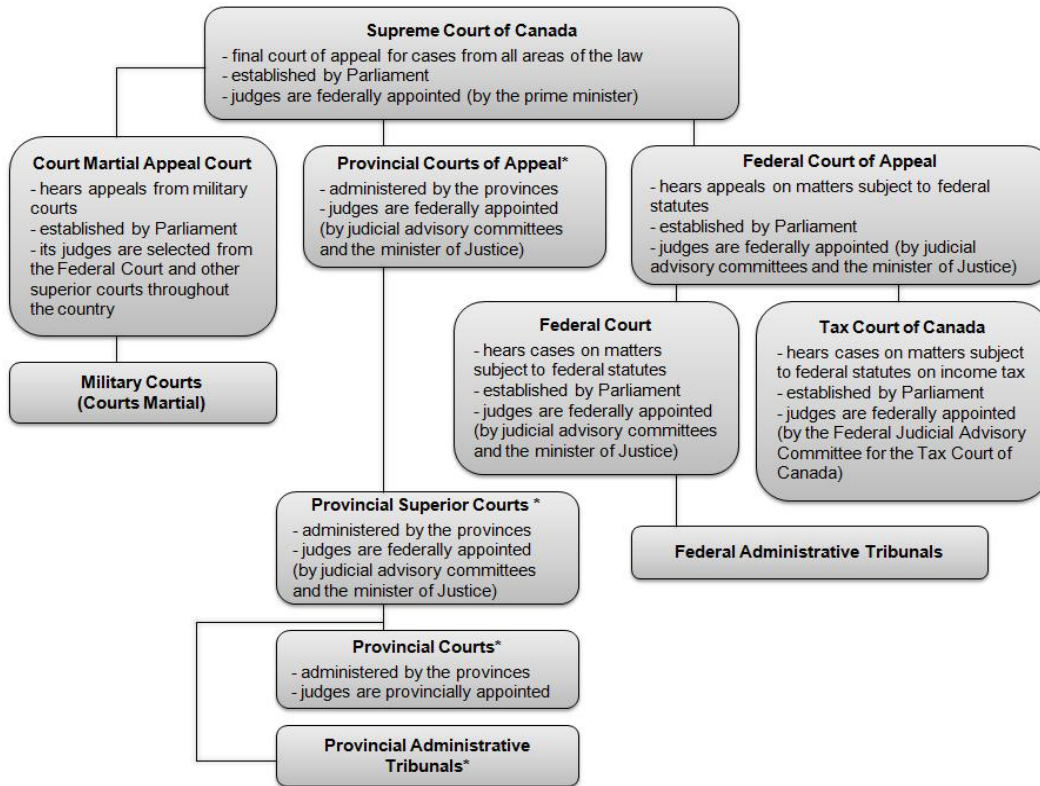 Supreme Court of Canada
- final court of appeal for cases from all areas of the law
- established by Parliament
- judges are federally appointed (by the prime minister)
Court Martial Appeal Court
- hears appeals from military
courts
- established by Parliament
- its judges are selected from
the Federal Court and other
superior courts throughout
the country
Provincial Courts of Appeal*
- administered by the provinces
- judges are federally appointed
(by judicial advisory committees
and the minister of Justice)
Federal Court of Appeal
- hears appeals on matters subject to federal
statutes
- established by Parliament
- judges are federally appointed (by judicial
advisory committees and the minister of Justice)
Military Courts
(Courts Martial)
Federal Court
- hears cases on matters
subject to federal statutes
- established by Parliament
- judges are federally appointed
(by judicial advisory committees
and the minister of Justice)
Tax Court of Canada
- hears cases on matters subject
to federal statutes on income tax
- established by Parliament
- judges are federally appointed
(by the Federal Judicial Advisory
Committee for the Tax Court of
Canada)
Provincial Superior Courts *
- administered by the provinces
- judges are federally appointed
(by judicial advisory committees
and the minister of Justice)
Federal Administrative Tribunals
Provincial Courts*
- administered by the provinces
- judges are provincially appointed
Provincial Administrative
Tribunals*